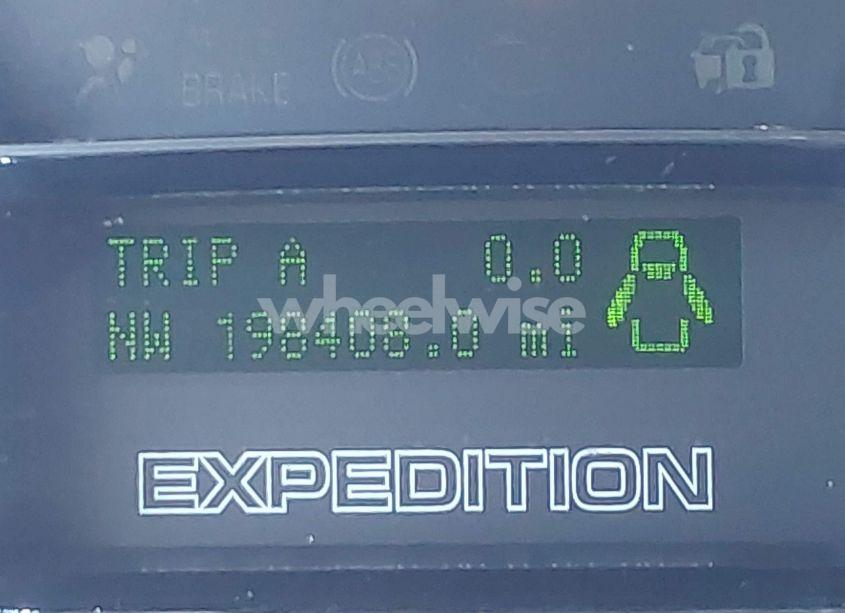 BRAKE
ABS
TRIP A 0.0
NW 198408.0 mi
wheelwise
EXPEDITION